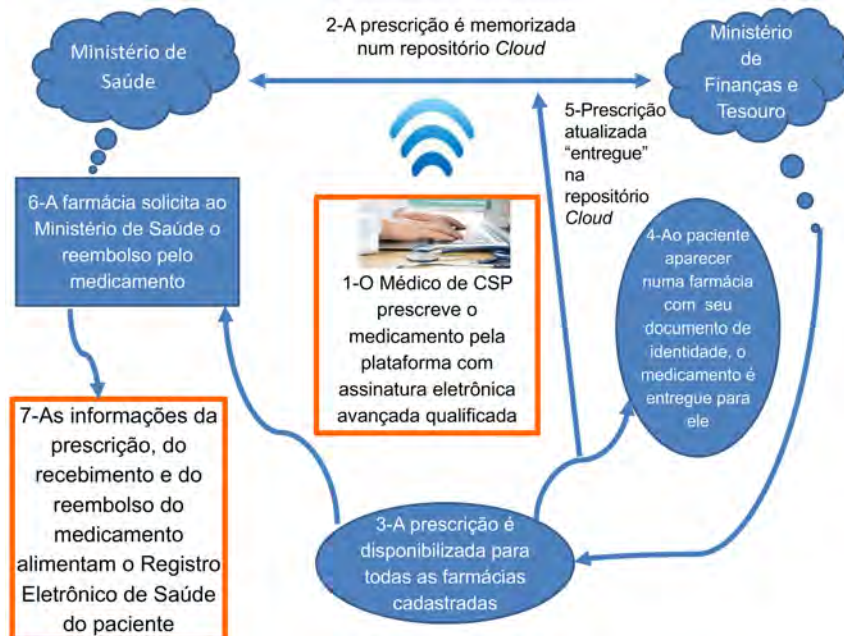 Ministério de
Saúde
2-A prescrição é memorizada
num repositório Cloud
Ministério
de
Finanças e
Tesouro
5-Prescrição
atualizada
“entregue”
na
repositório
Cloud
6-A farmácia solicita ao
Ministério de Saúde o
reembolso pelo
medicamento
1-O Médico de CSP
prescreve o
medicamento pela
plataforma com
assinatura eletrônica
avançada qualificada
4-Ao paciente
aparecer
numa farmácia
com seu
documento de
identidade, o
medicamento é
entregue para
ele
7-As informações da
prescrição, do
recebimento e do
reembolso do
medicamento
alimentam o Registro
Eletrônico de Saúde
do paciente
3-A prescrição é
disponibilizada para
todas as farmácias
cadastradas